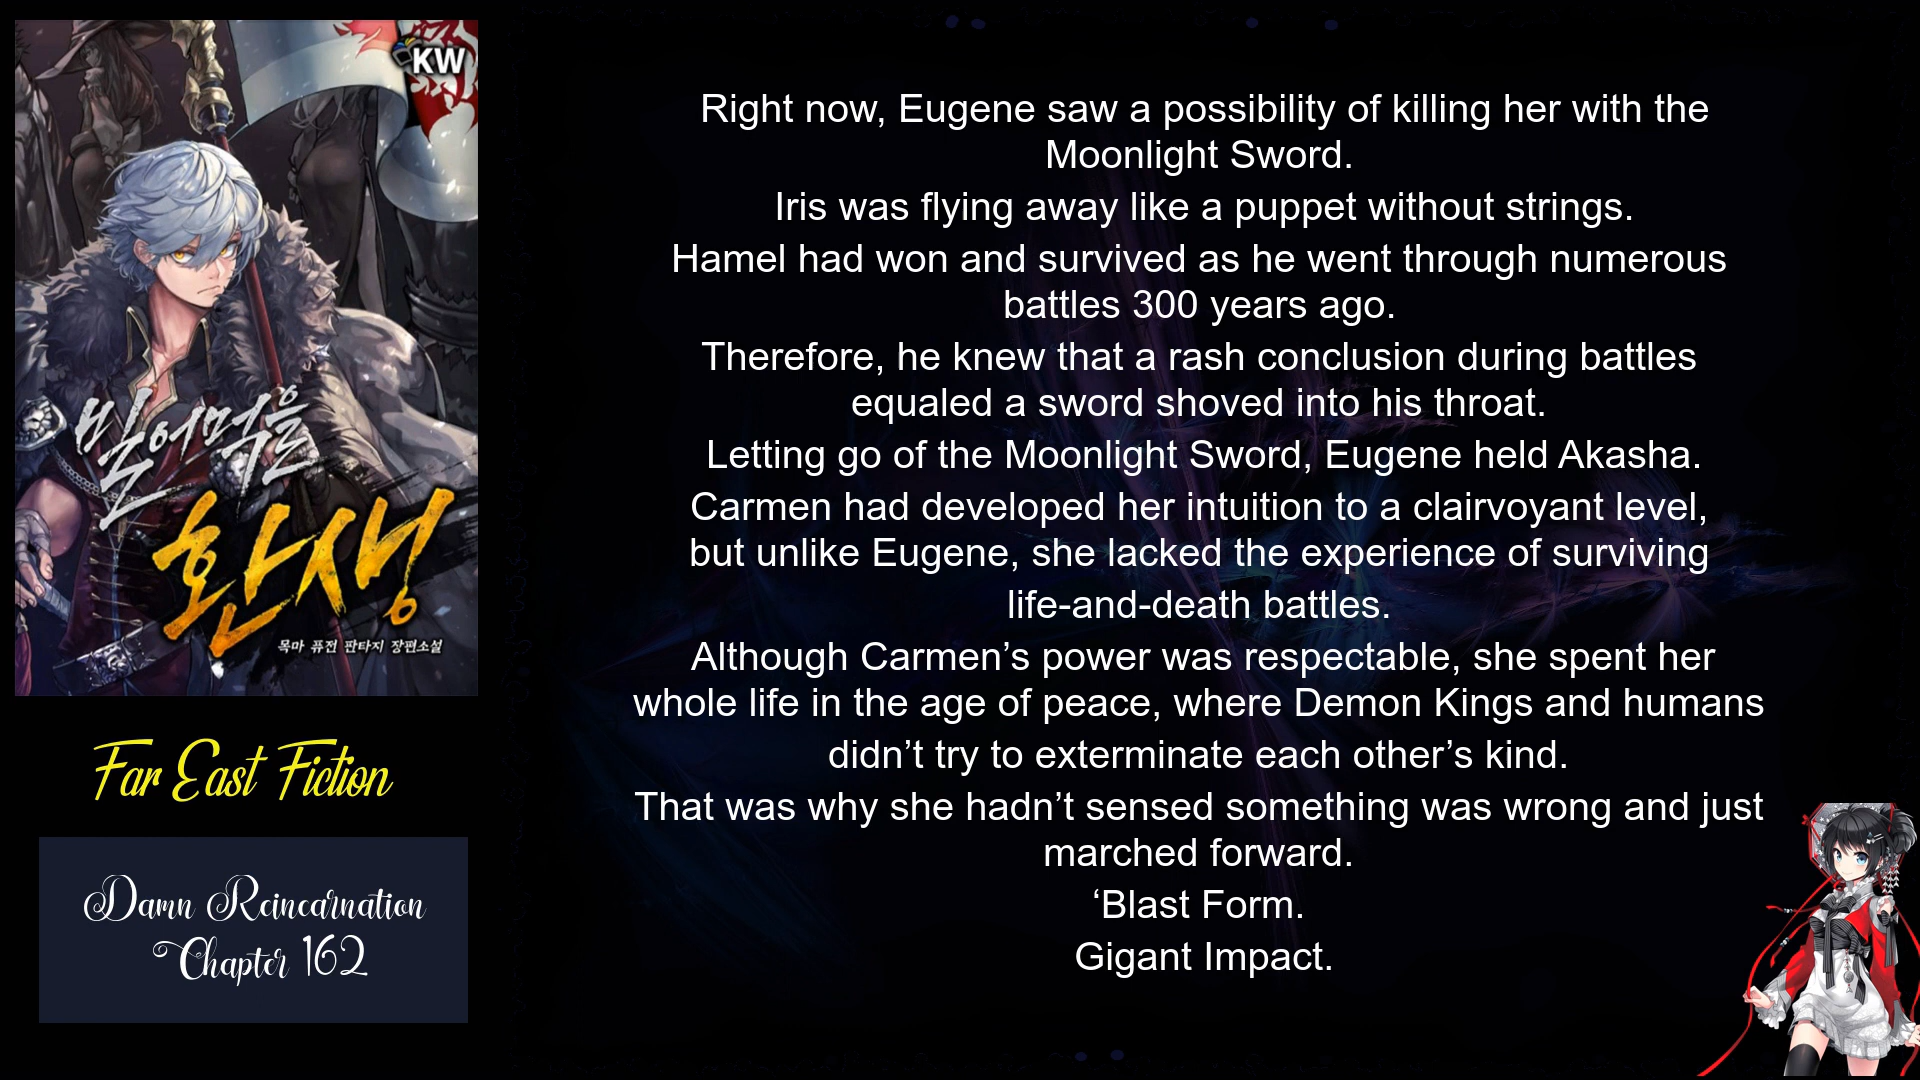 KW
빌어먹을
환생
목마 퓨전 판타지 장편소설
Far East Fiction
Damn Reincarnation
Chapter 162
Right now, Eugene saw a possibility of killing her with the
Moonlight Sword.
Iris was flying away like a puppet without strings.
Hamel had won and survived as he went through numerous
battles 300 years ago.
Therefore, he knew that a rash conclusion during battles
equaled a sword shoved into his throat.
Letting go of the Moonlight Sword, Eugene held Akasha.
Carmen had developed her intuition to a clairvoyant level,
but unlike Eugene, she lacked the experience of surviving
life-and-death battles.
Although Carmen’s power was respectable, she spent her
whole life in the age of peace, where Demon Kings and humans
didn’t try to exterminate each other’s kind.
That was why she hadn’t sensed something was wrong and just
marched forward.
‘Blast Form.
Gigant Impact.